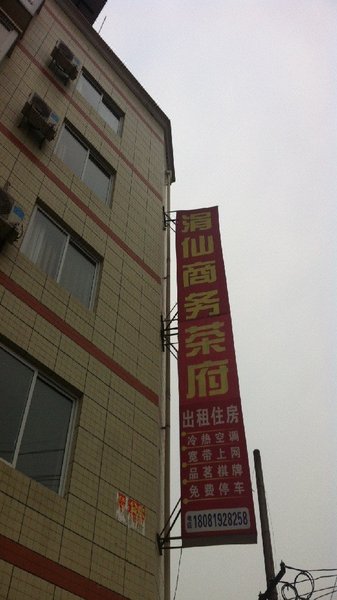 涓仙商务茶府
出租住房
冷热空调
宽带上网
品茗棋牌
免费停车
18081928258